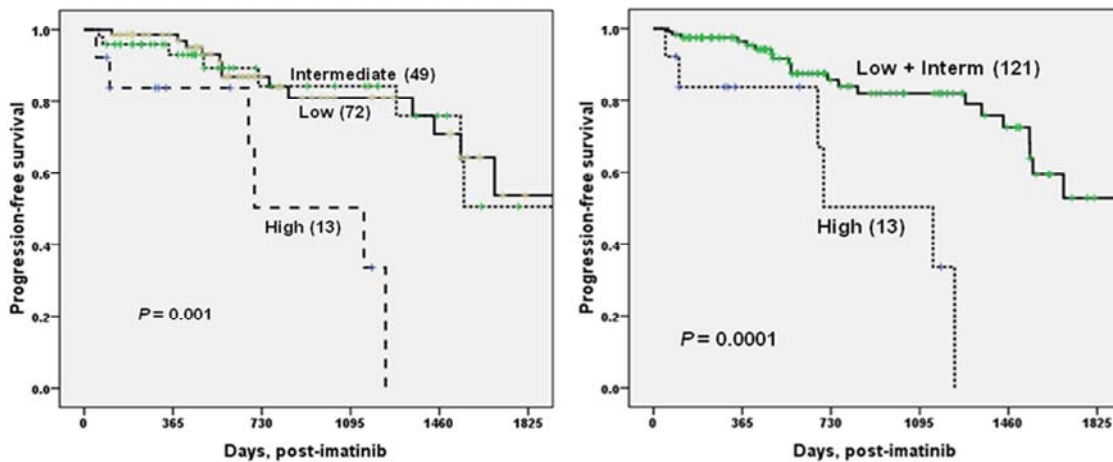 Progression-free survival
1.0
0.8
0.6
0.4
0.2
0.0
Intermediate (49)
Low (72)
High (13)
P = 0.001
0 365 730 1095 1460 1825
Days, post-imatinib
Progression-free survival
1.0
0.8
0.6
0.4
0.2
0.0
Low + Interm (121)
High (13)
P = 0.0001
0 365 730 1095 1460 1825
Days, post-imatinib